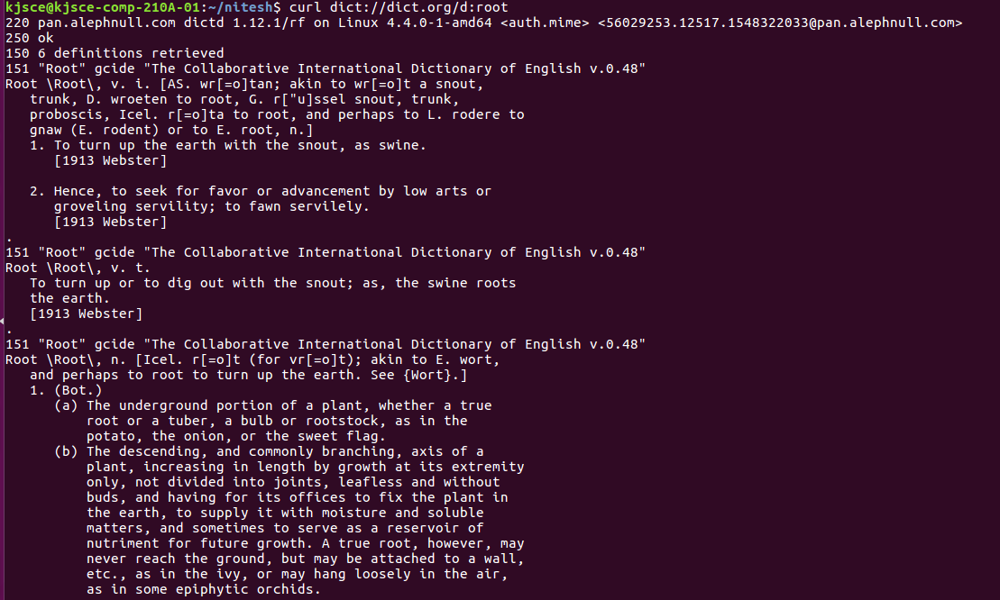 kjsce@kjsce-comp-210A-01:~/nitesh$ curl dict://dict.org/d:root
220 pan.alephnull.com dictd 1.12.1/rf on Linux 4.4.0-1-amd64 <auth.mime> <56029253.12517.1548322033@pan.alephnull.com>
250 ok
150 6 definitions retrieved
151 "Root" gcide "The Collaborative International Dictionary of English v.0.48"
Root \Root\, v. i. [AS. wr[=o]tan; akin to wr[=o]t a snout,
   trunk, D. wroeten to root, G. r["u]ssel snout, trunk,
   proboscis, Icel. r[=o]ta to root, and perhaps to L. rodere to
   gnaw (E. rodent) or to E. root, n.]
   1. To turn up the earth with the snout, as swine.
      [1913 Webster]

   2. Hence, to seek for favor or advancement by low arts or
      groveling servility; to fawn servilely.
      [1913 Webster]
.
151 "Root" gcide "The Collaborative International Dictionary of English v.0.48"
Root \Root\, v. t.
   To turn up or to dig out with the snout; as, the swine roots
   the earth.
   [1913 Webster]
.
151 "Root" gcide "The Collaborative International Dictionary of English v.0.48"
Root \Root\, n. [Icel. r[=o]t (for vr[=o]t); akin to E. wort,
   and perhaps to root to turn up the earth. See {Wort}.]
   1. (Bot.)
      (a) The underground portion of a plant, whether a true
          root or a tuber, a bulb or rootstock, as in the
          potato, the onion, or the sweet flag.
      (b) The descending, and commonly branching, axis of a
          plant, increasing in length by growth at its extremity
          only, not divided into joints, leafless and without
          buds, and having for its offices to fix the plant in
          the earth, to supply it with moisture and soluble
          matters, and sometimes to serve as a reservoir of
          nutriment for future growth. A true root, however, may
          never reach the ground, but may be attached to a wall,
          etc., as in the ivy, or may hang loosely in the air,
          as in some epiphytic orchids.